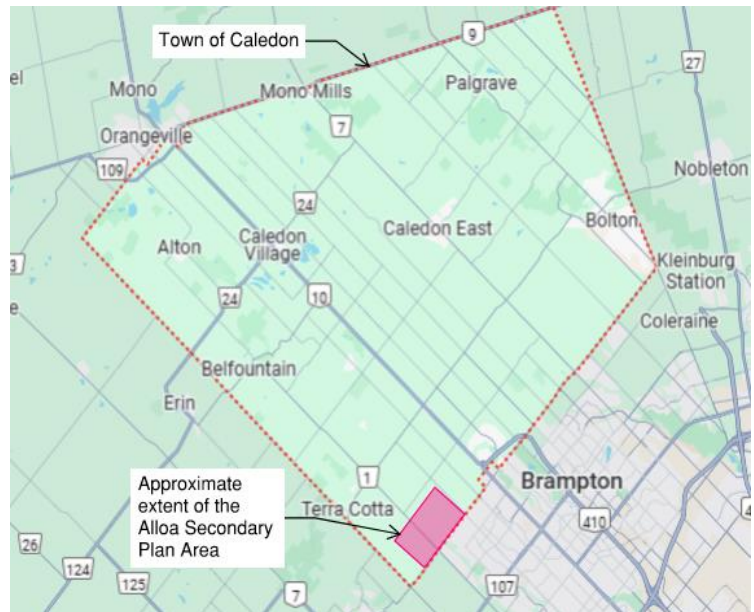 9
Town of Caledon
27
el
Mono
Mono Mills
Palgrave
7
Orangeville
109
Nobleton
24
Bolton
Caledon East
Alton
Caledon
Village
Kleinburg
Station
3
24
10
Coleraine
e
Belfountain
Erin
Approximate
extent of the
Alloa Secondary
Plan Area
1
Terra Cotta
Brampton
4
410
26
124
125
7
107